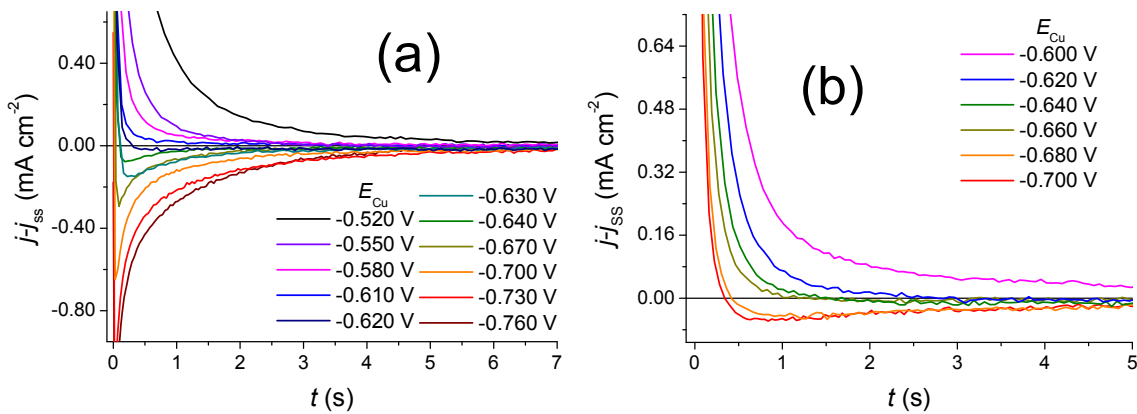 (a)
0.40
0.00
-0.40
-0.80
j-jss (mA cm-2)
0 1 2 3 4 5 6 7
t (s)
ECu
-0.520 V
-0.550 V
-0.580 V
-0.610 V
-0.620 V
-0.630 V
-0.640 V
-0.670 V
-0.700 V
-0.730 V
-0.760 V
(b)
0.64
0.48
0.32
0.16
0.00
j-jSS (mA cm-2)
0 1 2 3 4 5
t (s)
ECu
-0.600 V
-0.620 V
-0.640 V
-0.660 V
-0.680 V
-0.700 V